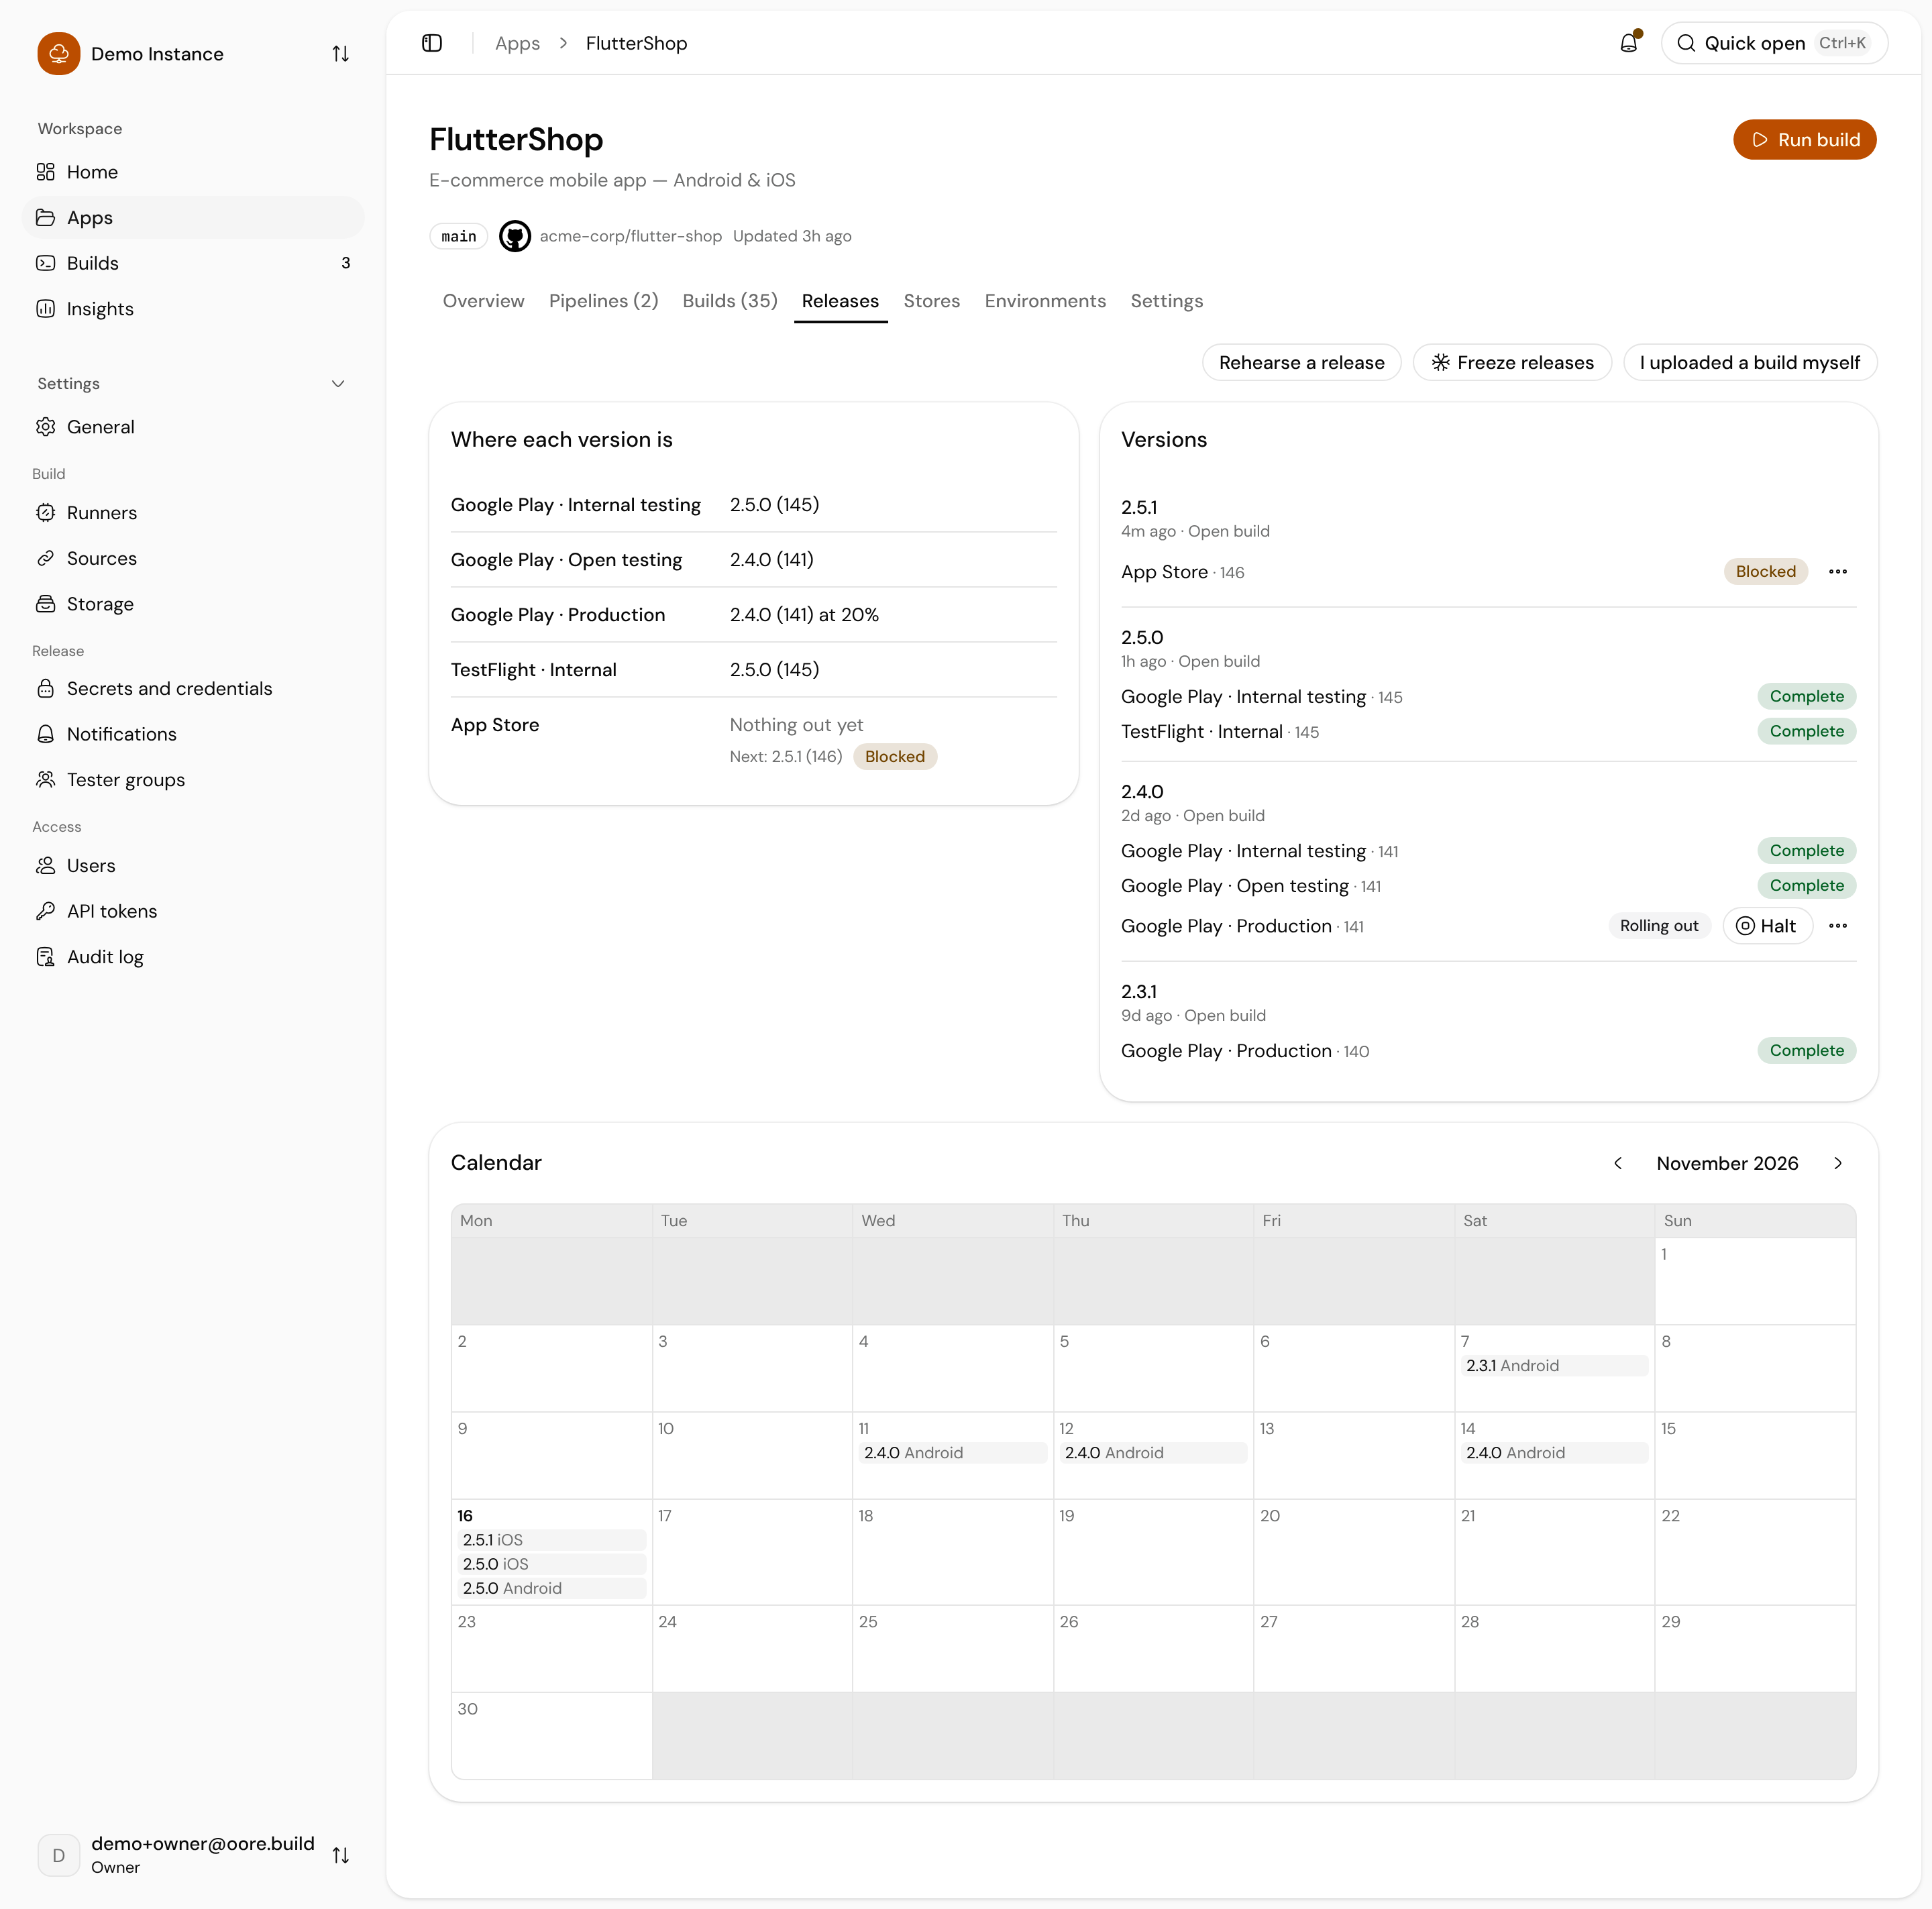 Demo Instance
Workspace
Home
Apps
Builds 3
Insights
Settings
General
Build
Runners
Sources
Storage
Release
Secrets and credentials
Notifications
Tester groups
Access
Users
API tokens
Audit log
D
demo+owner@oore.build
Owner
Apps FlutterShop
Quick open Ctrl+K
FlutterShop
Run build
E-commerce mobile app — Android & iOS
main acme-corp/flutter-shop Updated 3h ago
Overview Pipelines (2) Builds (35) Releases Stores Environments Settings
Rehearse a release Freeze releases I uploaded a build myself
Where each version is
Google Play · Internal testing 2.5.0 (145)
Google Play · Open testing 2.4.0 (141)
Google Play · Production 2.4.0 (141) at 20%
TestFlight · Internal 2.5.0 (145)
App Store Nothing out yet
Next: 2.5.1 (146) Blocked
Versions
2.5.1
4m ago · Open build
App Store · 146 Blocked
2.5.0
1h ago · Open build
Google Play · Internal testing · 145 Complete
TestFlight · Internal · 145 Complete
2.4.0
2d ago · Open build
Google Play · Internal testing · 141 Complete
Google Play · Open testing · 141 Complete
Google Play · Production · 141 Rolling out Halt
2.3.1
9d ago · Open build
Google Play · Production · 140 Complete
Calendar
November 2026
Mon Tue Wed Thu Fri Sat Sun
1
2 3 4 5 6 7 8
2.3.1 Android
9 10 11 12 13 14 15
2.4.0 Android 2.4.0 Android 2.4.0 Android
16 17 18 19 20 21 22
2.5.1 iOS
2.5.0 iOS
2.5.0 Android
23 24 25 26 27 28 29
30